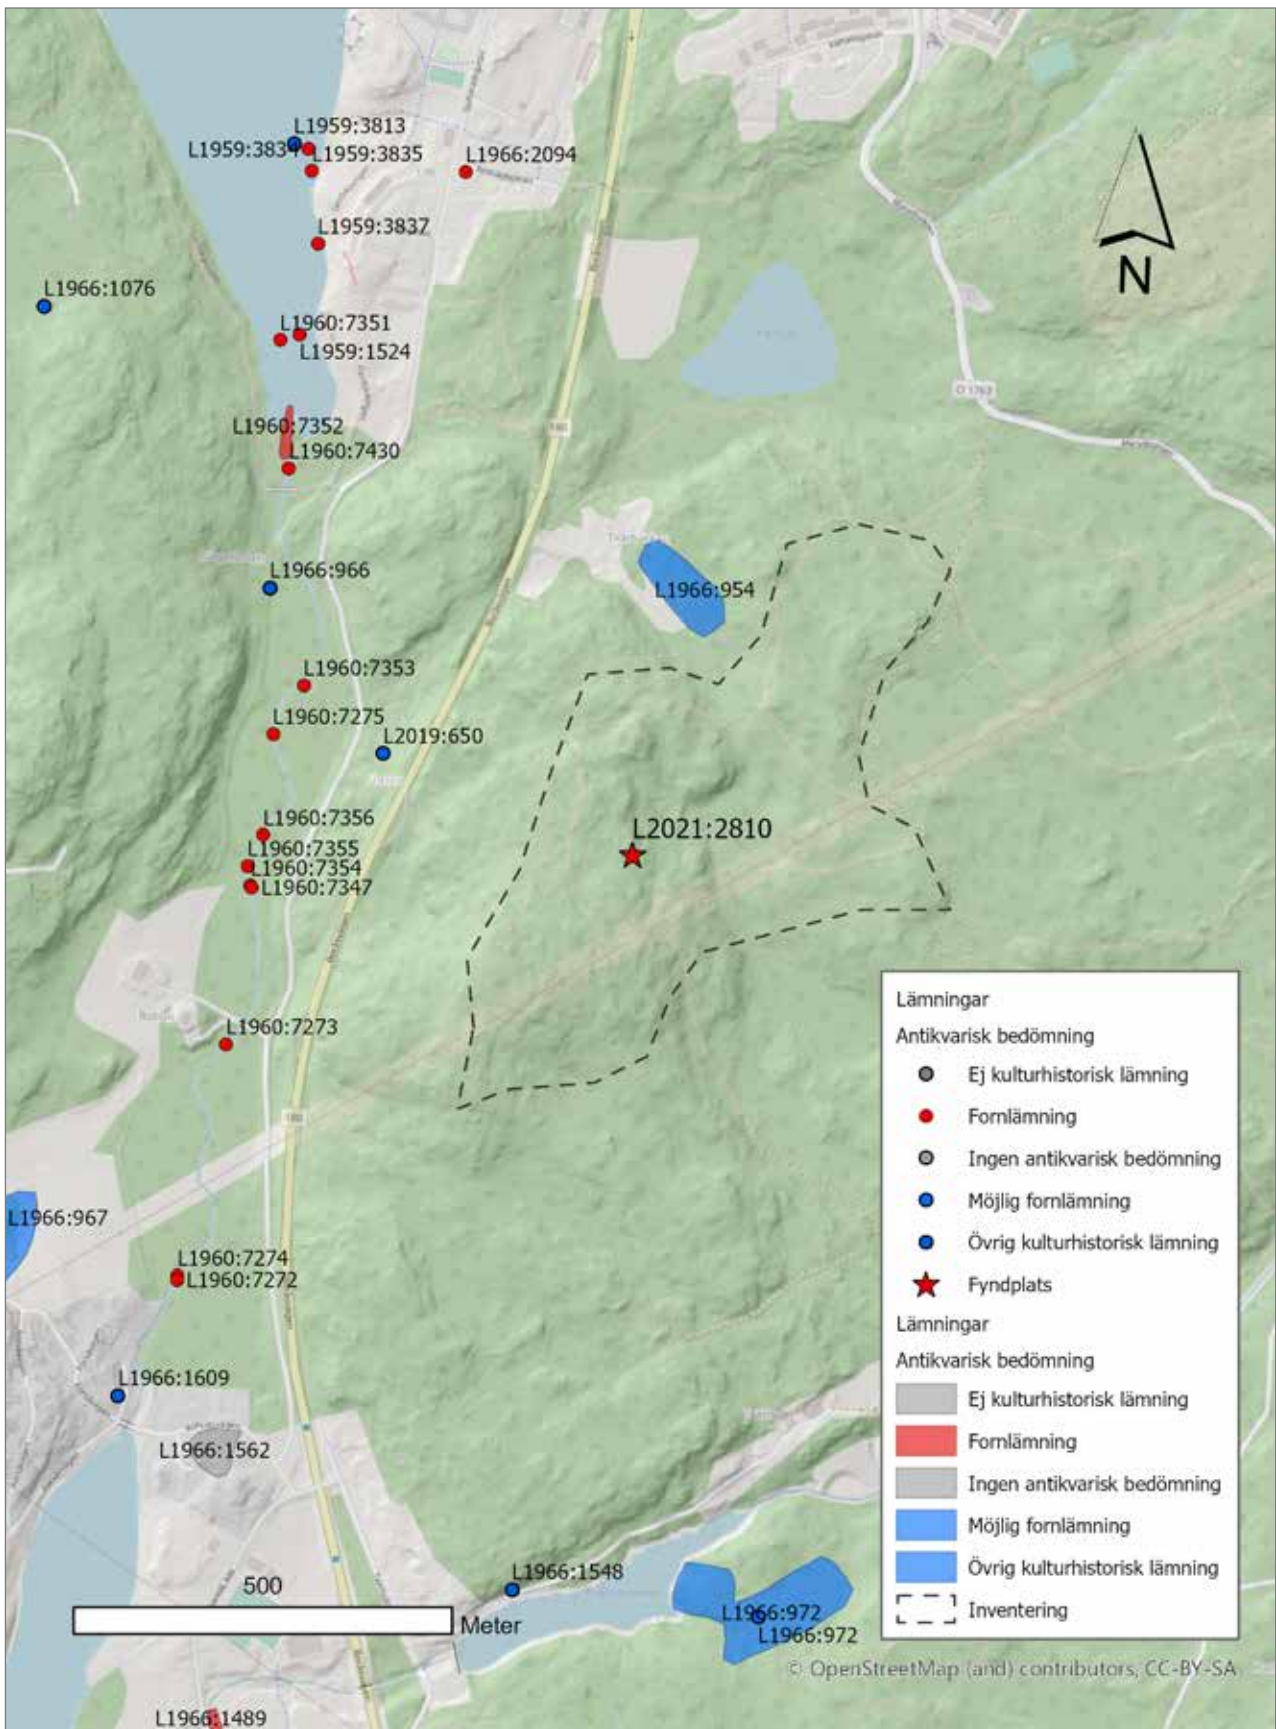 L1959:3813
L1959:3834
L1959:3835
L1966:2094
L1959:3837
L1966:1076
N
L1960:7351
L1959:1524
O 1763
L1960:7352
180
L1960:7430
L1966:966
L1966:954
L1960:7353
L1960:7275
L2019:650
L2021:2810
L1960:7356
L1960:7355
L1960:7354
L1960:7347
L1960:7273
180
L1966:967
L1960:7274
L1960:7272
L1966:1609
L1966:1562
L1966:1548
500
Meter
L1966:972
L1966:972
L1966:1489
Lämningar
Antikvarisk bedömning
Ej kulturhistorisk lämning
Fornlämning
Ingen antikvarisk bedömning
Möjlig fornlämning
Övrig kulturhistorisk lämning
Fyndplats
Lämningar
Antikvarisk bedömning
Ej kulturhistorisk lämning
Fornlämning
Ingen antikvarisk bedömning
Möjlig fornlämning
Övrig kulturhistorisk lämning
Inventering
© OpenStreetMap (and) contributors, CC-BY-SA